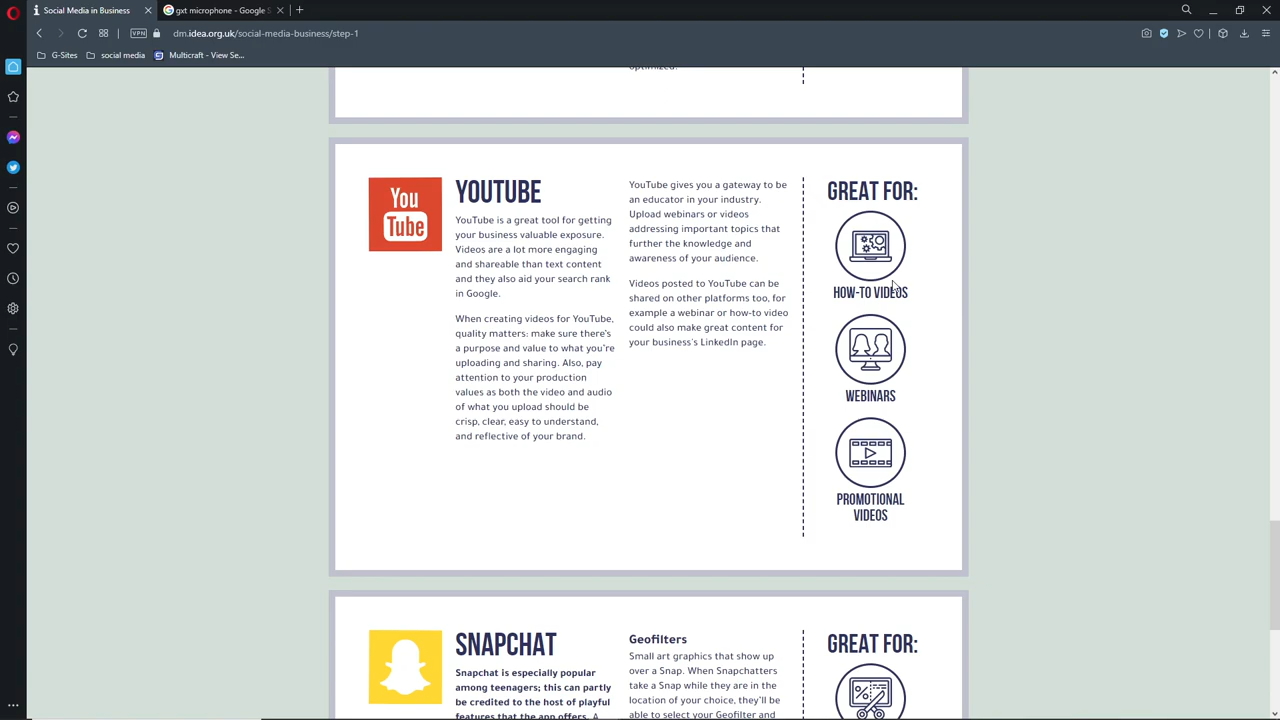 Social Media in Business
gxt microphone - Google S
VPN
dm.idea.org.uk/social-media-business/step-1
G-Sites
social media
Multicraft - View Se...
optimized.
You
Tube
YOUTUBE
YouTube is a great tool for getting
your business valuable exposure.
Videos are a lot more engaging
and shareable than text content
and they also aid your search rank
in Google.
When creating videos for YouTube,
quality matters: make sure there's
a purpose and value to what you're
uploading and sharing. Also, pay
attention to your production
values as both the video and audio
of what you upload should be
crisp, clear, easy to understand,
and reflective of your brand.
YouTube gives you a gateway to be
an educator in your industry.
Upload webinars or videos
addressing important topics that
further the knowledge and
awareness of your audience.
Videos posted to YouTube can be
shared on other platforms too, for
example a webinar or how-to video
could also make great content for
your business's LinkedIn page.
GREAT FOR:
HOW-TO VIDEOS
WEBINARS
PROMOTIONAL
VIDEOS
SNAPCHAT
Snapchat is especially popular
among teenagers; this can partly
be credited to the host of playful
features that the app offers. A
Geofilters
Small art graphics that show up
over a Snap. When Snapchatters
take a Snap while they are in the
location of your choice, they'll be
able to select your Geofilter and
GREAT FOR: